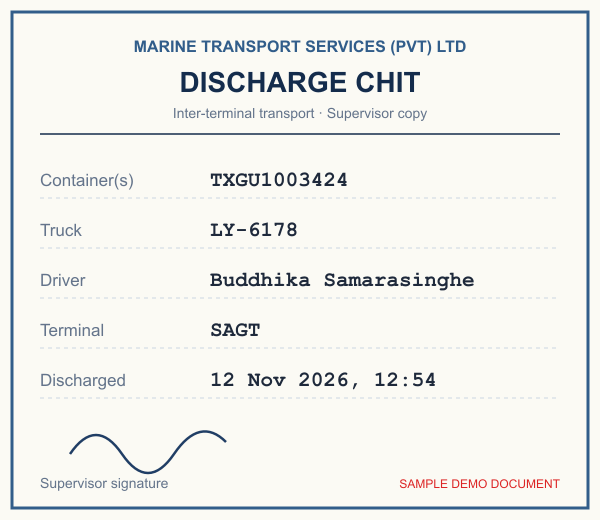 MARINE TRANSPORT SERVICES (PVT) LTD
DISCHARGE CHIT
Inter-terminal transport · Supervisor copy
Container(s) TXGU1003424
Truck LY-6178
Driver Buddhika Samarasinghe
Terminal SAGT
Discharged 12 Nov 2026, 12:54
Supervisor signature SAMPLE DEMO DOCUMENT